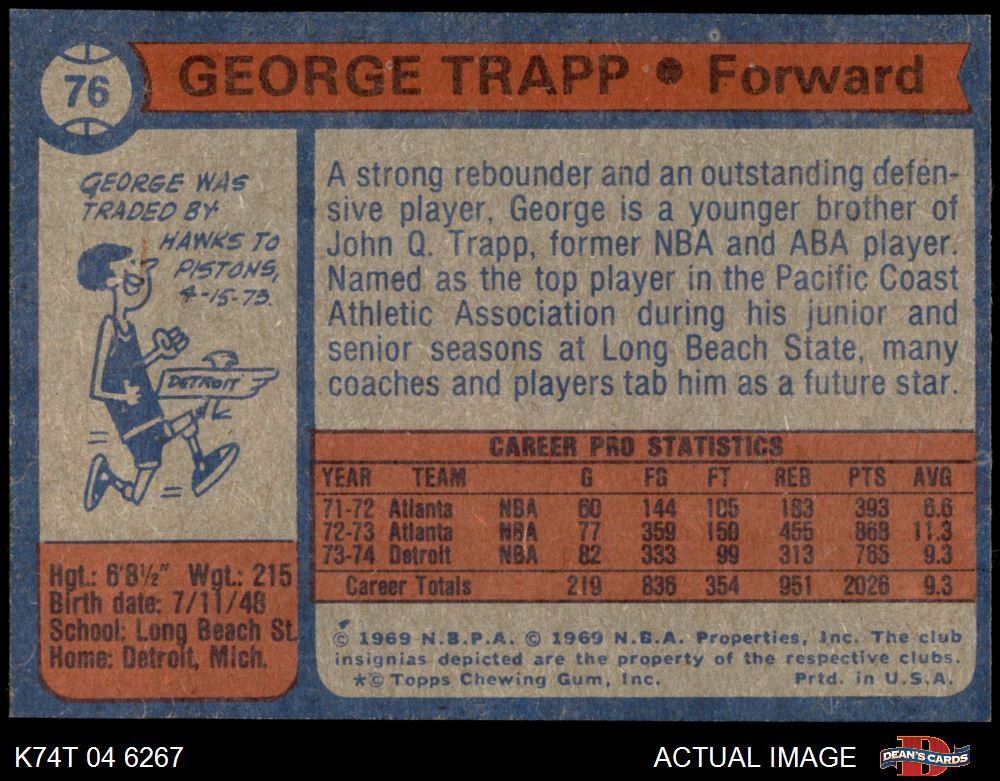 76
GEORGE TRAPP • Forward
GEORGE WAS
TRADED BY
HAWKS TO
PISTONS,
4-15-73.
DETROIT
Hgt.: 6'8½" Wgt.: 215
Birth date: 7/11/48
School: Long Beach St.
Home: Detroit, Mich.
A strong rebounder and an outstanding defen-
sive player, George is a younger brother of
John Q. Trapp, former NBA and ABA player.
Named as the top player in the Pacific Coast
Athletic Association during his junior and
senior seasons at Long Beach State, many
coaches and players tab him as a future star.
CAREER PRO STATISTICS
YEAR TEAM G FG FT REB PTS AVG
71-72 Atlanta NBA 60 144 105 183 393 6.6
72-73 Atlanta NBA 77 359 150 455 868 11.3
73-74 Detroit NBA 82 333 99 313 765 9.3
Career Totals 219 836 354 951 2026 9.3
© 1969 N.B.P.A. © 1969 N.B.A. Properties, Inc. The club
insignias depicted are the property of the respective clubs.
*© Topps Chewing Gum, Inc. Prtd. in U.S.A.
K74T 04 6267
ACTUAL IMAGE
DEAN'S CARDS